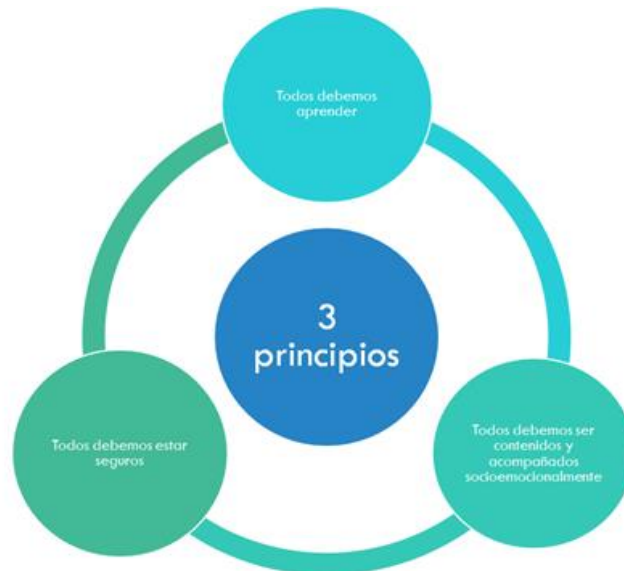 Todos debemos
aprender
3
principios
Todos debemos estar
seguros
Todos debemos ser
contenidos y
acompañados
socioemocionalmente